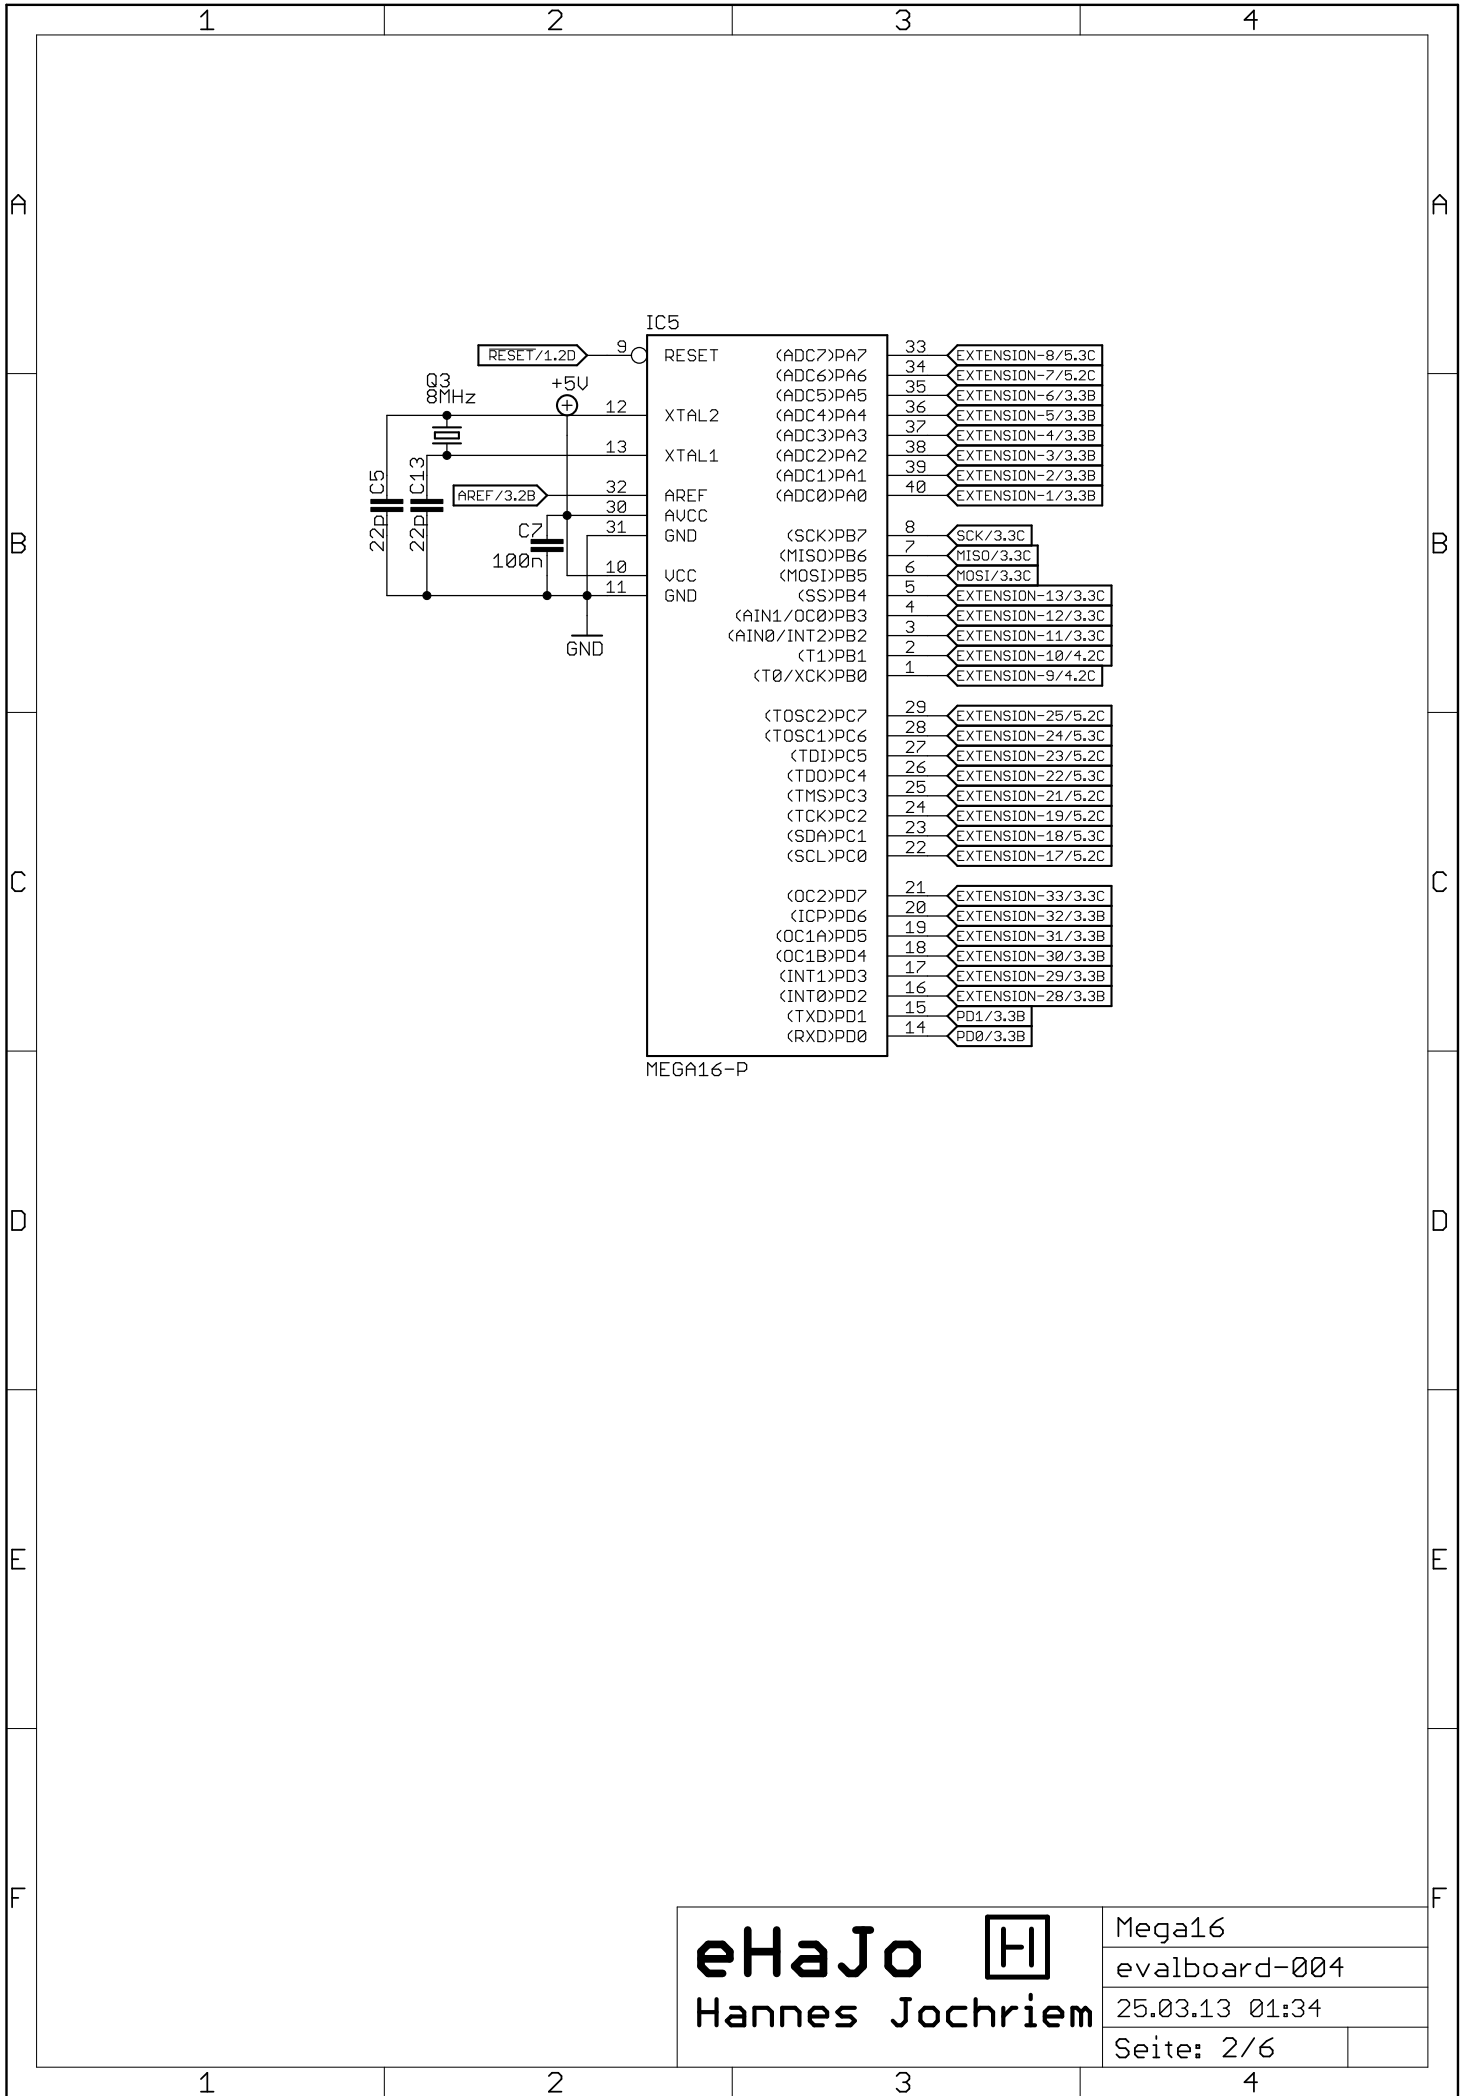 1 2 3 4
A A
IC5
RESET/1.2D 9 RESET (ADC7)PA7 33 EXTENSION-8/5.3C
(ADC6)PA6 34 EXTENSION-7/5.2C
Q3 +5V (ADC5)PA5 35 EXTENSION-6/3.3B
8MHz
12 XTAL2 (ADC4)PA4 36 EXTENSION-5/3.3B
(ADC3)PA3 37 EXTENSION-4/3.3B
13 XTAL1 (ADC2)PA2 38 EXTENSION-3/3.3B
(ADC1)PA1 39 EXTENSION-2/3.3B
C5 C13 AREF/3.2B 32 AREF (ADC0)PA0 40 EXTENSION-1/3.3B
30 AVCC
22p 22p C7 31 GND (SCK)PB7 8 SCK/3.3C
B B
100n (MISO)PB6 7 MISO/3.3C
10 VCC (MOSI)PB5 6 MOSI/3.3C
11 GND (SS)PB4 5 EXTENSION-13/3.3C
(AIN1/OC0)PB3 4 EXTENSION-12/3.3C
(AIN0/INT2)PB2 3 EXTENSION-11/3.3C
GND (T1)PB1 2 EXTENSION-10/4.2C
(T0/XCK)PB0 1 EXTENSION-9/4.2C
(TOSC2)PC7 29 EXTENSION-25/5.2C
(TOSC1)PC6 28 EXTENSION-24/5.3C
(TDI)PC5 27 EXTENSION-23/5.2C
(TDO)PC4 26 EXTENSION-22/5.3C
(TMS)PC3 25 EXTENSION-21/5.2C
(TCK)PC2 24 EXTENSION-19/5.2C
(SDA)PC1 23 EXTENSION-18/5.3C
(SCL)PC0 22 EXTENSION-17/5.2C
C C
(OC2)PD7 21 EXTENSION-33/3.3C
(ICP)PD6 20 EXTENSION-32/3.3B
(OC1A)PD5 19 EXTENSION-31/3.3B
(OC1B)PD4 18 EXTENSION-30/3.3B
(INT1)PD3 17 EXTENSION-29/3.3B
(INT0)PD2 16 EXTENSION-28/3.3B
(TXD)PD1 15 PD1/3.3B
(RXD)PD0 14 PD0/3.3B
MEGA16-P
D D
E E
F F
eHaJo H
Hannes Jochriem
Mega16
evalboard-004
25.03.13 01:34
Seite: 2/6
1 2 3 4